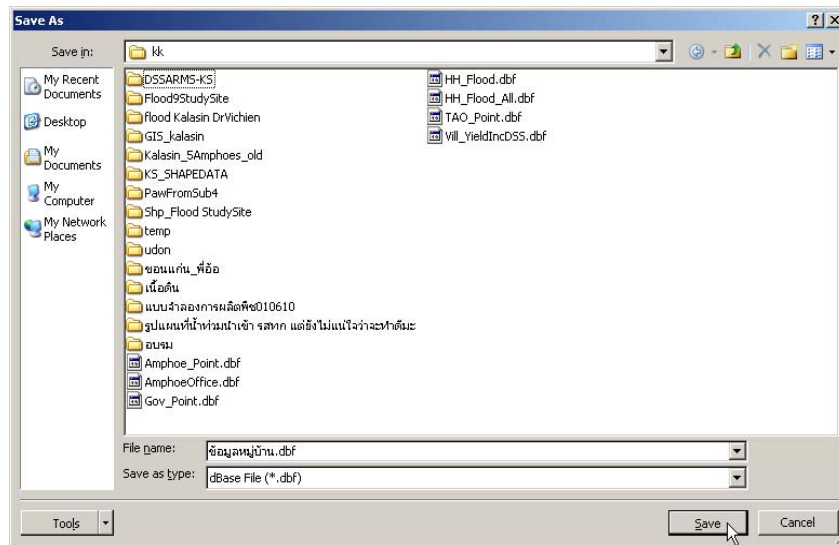 Save As
Save in:
kk
My Recent Documents
Desktop
My Documents
My Computer
My Network Places
DSSARMS-KS
Flood9StudySite
flood Kalasin DrVichien
GIS_kalasin
Kalasin_5Amphoes_old
KS_SHAPEDATA
PawFromSub4
Shp_Flood StudySite
temp
udon
ขอนแก่น_พี่อ้อ
เนื้อดิน
แบบจำลองการผลิตพืช010610
รูปแผนที่น้ำท่วมนำเข้า รสทก แต่ยังไม่แน่ใจว่าจะทำดีมะ
อบรม
Amphoe_Point.dbf
AmphoeOffice.dbf
Gov_Point.dbf
HH_Flood.dbf
HH_Flood_All.dbf
TAO_Point.dbf
Vill_YieldIncDSS.dbf
File name:
ข้อมูลหมู่บ้าน.dbf
Save as type:
dBase File (*.dbf)
Tools
Save
Cancel